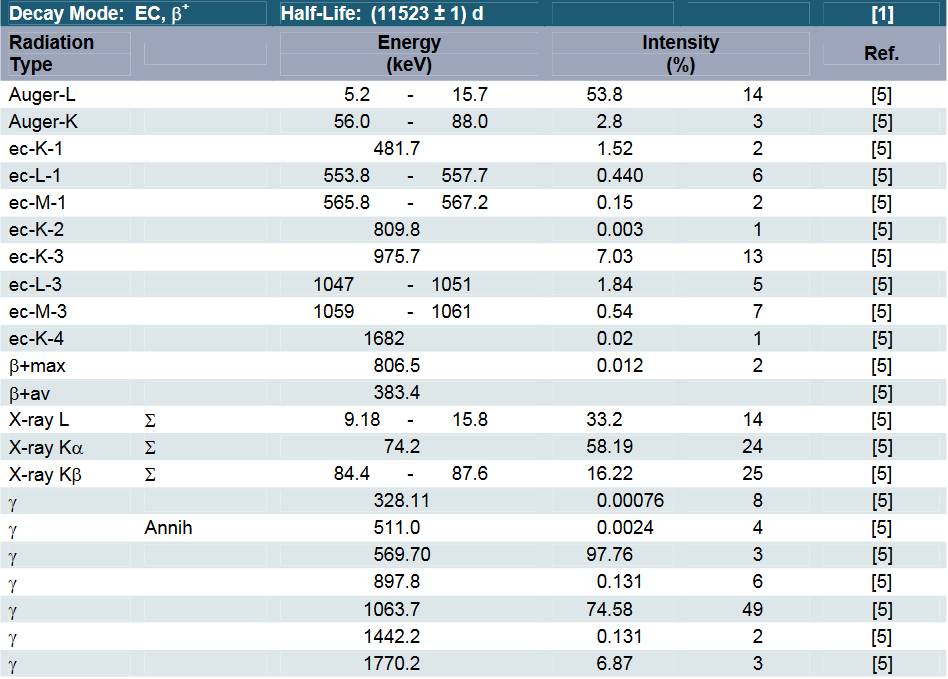 Decay Mode: EC, β+ Half-Life: (11523 ± 1) d [1]
Radiation Type Energy (keV) Intensity (%) Ref.
Auger-L 5.2 - 15.7 53.8 14 [5]
Auger-K 56.0 - 88.0 2.8 3 [5]
ec-K-1 481.7 1.52 2 [5]
ec-L-1 553.8 - 557.7 0.440 6 [5]
ec-M-1 565.8 - 567.2 0.15 2 [5]
ec-K-2 809.8 0.003 1 [5]
ec-K-3 975.7 7.03 13 [5]
ec-L-3 1047 - 1051 1.84 5 [5]
ec-M-3 1059 - 1061 0.54 7 [5]
ec-K-4 1682 0.02 1 [5]
β+max 806.5 0.012 2 [5]
β+av 383.4 [5]
X-ray L Σ 9.18 - 15.8 33.2 14 [5]
X-ray Kα Σ 74.2 58.19 24 [5]
X-ray Kβ Σ 84.4 - 87.6 16.22 25 [5]
γ 328.11 0.00076 8 [5]
γ Annih 511.0 0.0024 4 [5]
γ 569.70 97.76 3 [5]
γ 897.8 0.131 6 [5]
γ 1063.7 74.58 49 [5]
γ 1442.2 0.131 2 [5]
γ 1770.2 6.87 3 [5]